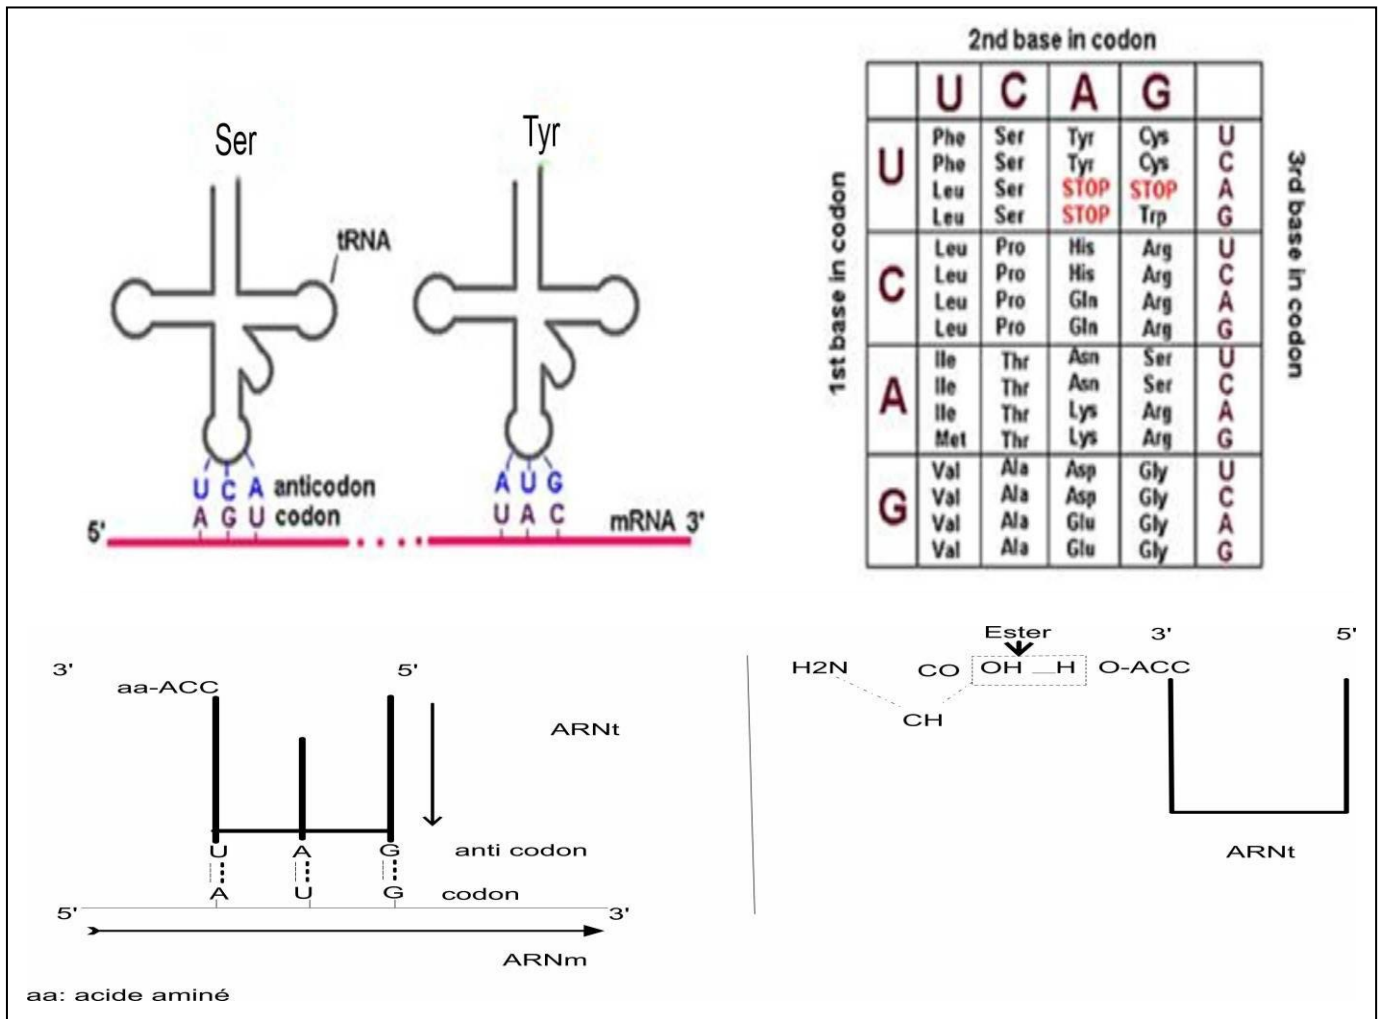 Ser
Tyr
tRNA
U C A anticodon
A G U codon
A U G
U A C
5'
mRNA 3'
2nd base in codon
1st base in codon
3rd base in codon
U C A G
U
Phe Ser Tyr Cys U
Phe Ser Tyr Cys C
Leu Ser STOP STOP A
Leu Ser STOP Trp G
C
Leu Pro His Arg U
Leu Pro His Arg C
Leu Pro Gln Arg A
Leu Pro Gln Arg G
A
Ile Thr Asn Ser U
Ile Thr Asn Ser C
Ile Thr Lys Arg A
Met Thr Lys Arg G
G
Val Ala Asp Gly U
Val Ala Asp Gly C
Val Ala Glu Gly A
Val Ala Glu Gly G
3' 5'
aa-ACC
ARNt
U A G anti codon
A U G codon
5' 3'
ARNm
aa: acide aminé
Ester
3' 5'
H2N CO OH __H O-ACC
CH
ARNt